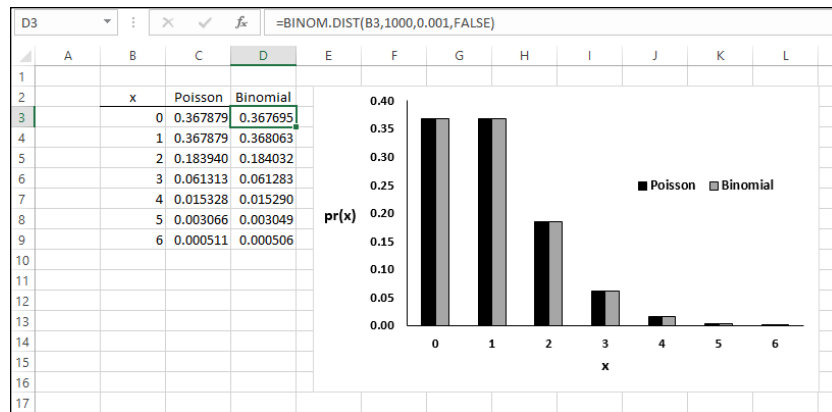 D3 fx =BINOM.DIST(B3,1000,0.001,FALSE)
A B C D E F G H I J K L
1
2 x Poisson Binomial
3 0 0.367879 0.367695
4 1 0.367879 0.368063
5 2 0.183940 0.184032
6 3 0.061313 0.061283
7 4 0.015328 0.015290
8 5 0.003066 0.003049
9 6 0.000511 0.000506
10
11
12
13
14
15
16
17
0.40
0.35
0.30
0.25
0.20
0.15
0.10
0.05
0.00
pr(x)
Poisson Binomial
0 1 2 3 4 5 6
x